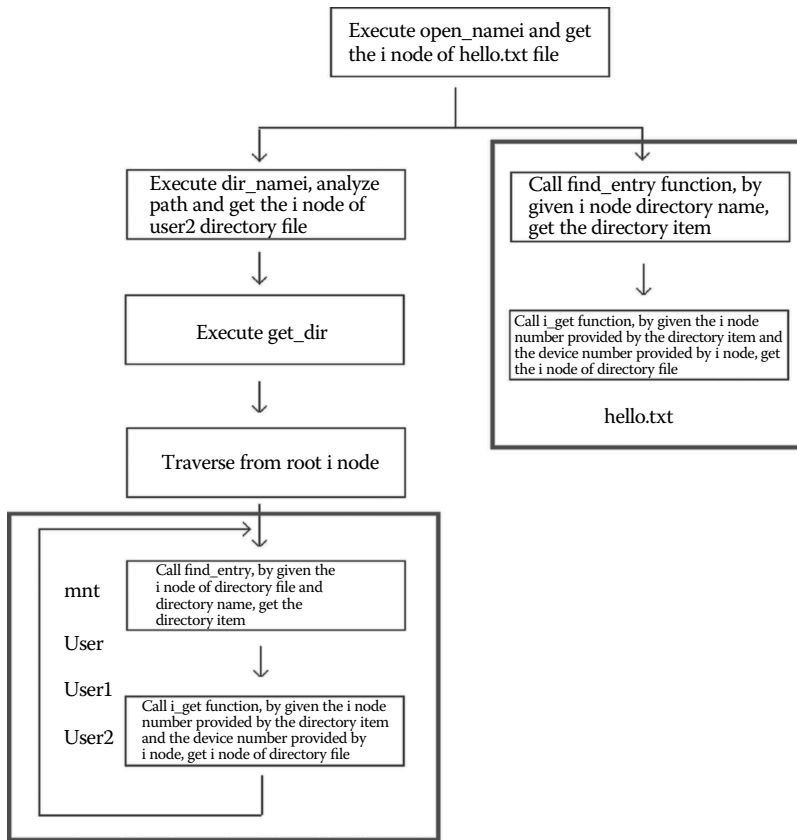 Execute open_namei and get
the i node of hello.txt file
Execute dir_namei, analyze
path and get the i node of
user2 directory file
Execute get_dir
Traverse from root i node
mnt
User
User1
User2
Call find_entry, by given the
i node of directory file and
directory name, get the
directory item
Call i_get function, by given the i node
number provided by the directory item
and the device number provided by
i node, get i node of directory file
Call find_entry function, by
given i node directory name,
get the directory item
Call i_get function, by given the i node
number provided by the directory item and
the device number provided by i node, get
the i node of directory file
hello.txt